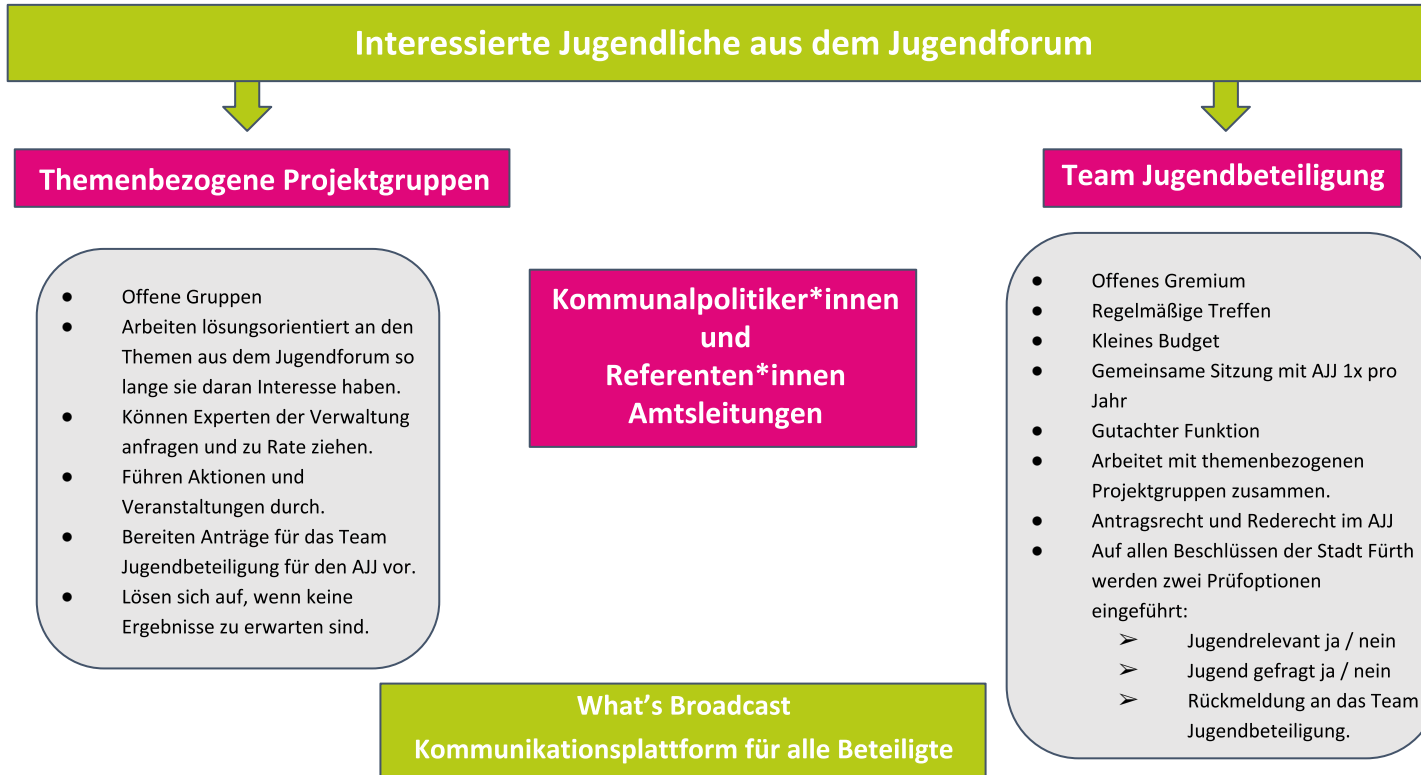 Interessierte Jugendliche aus dem Jugendforum
Themenbezogene Projektgruppen
● Offene Gruppen
● Arbeiten lösungsorientiert an den
Themen aus dem Jugendforum so
lange sie daran Interesse haben.
● Können Experten der Verwaltung
anfragen und zu Rate ziehen.
● Führen Aktionen und
Veranstaltungen durch.
● Bereiten Anträge für das Team
Jugendbeteiligung für den AJJ vor.
● Lösen sich auf, wenn keine
Ergebnisse zu erwarten sind.
Kommunalpolitiker*innen
und
Referenten*innen
Amtsleitungen
Team Jugendbeteiligung
● Offenes Gremium
● Regelmäßige Treffen
● Kleines Budget
● Gemeinsame Sitzung mit AJJ 1x pro
Jahr
● Gutachter Funktion
● Arbeitet mit themenbezogenen
Projektgruppen zusammen.
● Antragsrecht und Rederecht im AJJ
● Auf allen Beschlüssen der Stadt Fürth
werden zwei Prüfoptionen
eingeführt:
➢ Jugendrelevant ja / nein
➢ Jugend gefragt ja / nein
➢ Rückmeldung an das Team
Jugendbeteiligung.
What's Broadcast
Kommunikationsplattform für alle Beteiligte